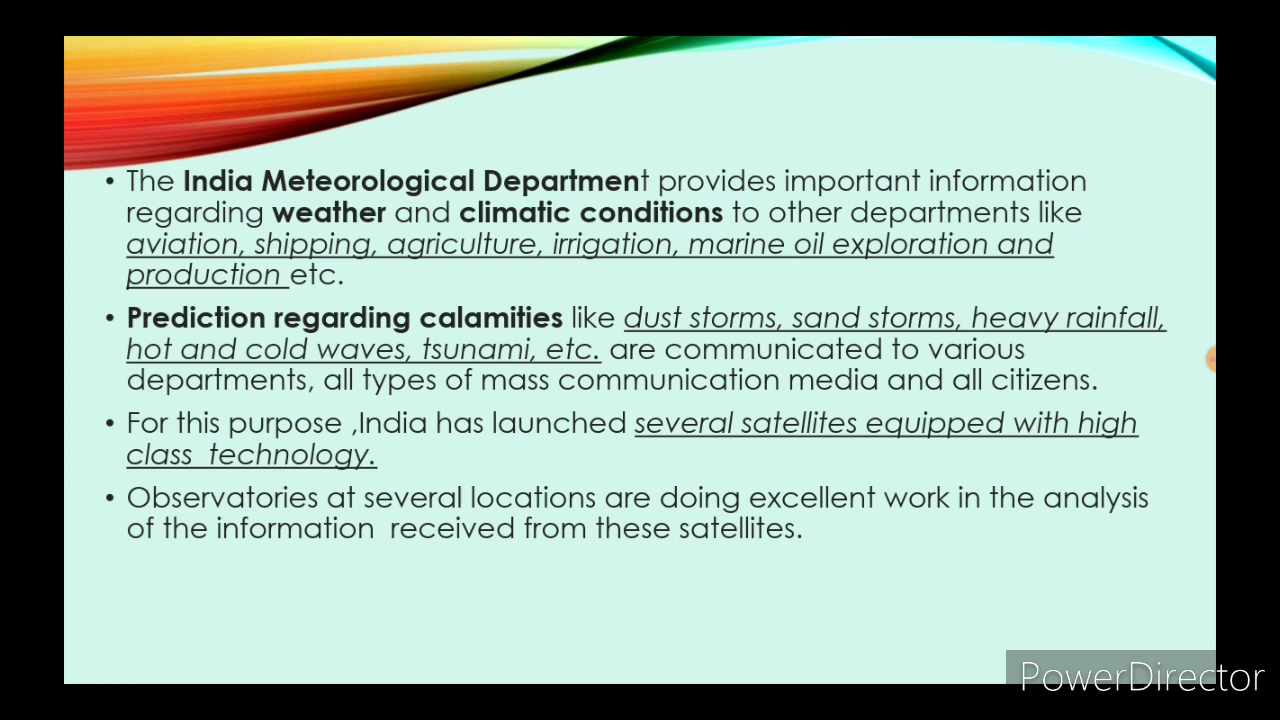 • The India Meteorological Department provides important information
regarding weather and climatic conditions to other departments like
aviation, shipping, agriculture, irrigation, marine oil exploration and
production etc.
• Prediction regarding calamities like dust storms, sand storms, heavy rainfall,
hot and cold waves, tsunami, etc. are communicated to various
departments, all types of mass communication media and all citizens.
• For this purpose ,India has launched several satellites equipped with high
class  technology.
• Observatories at several locations are doing excellent work in the analysis
of the information  received from these satellites.
PowerDirector